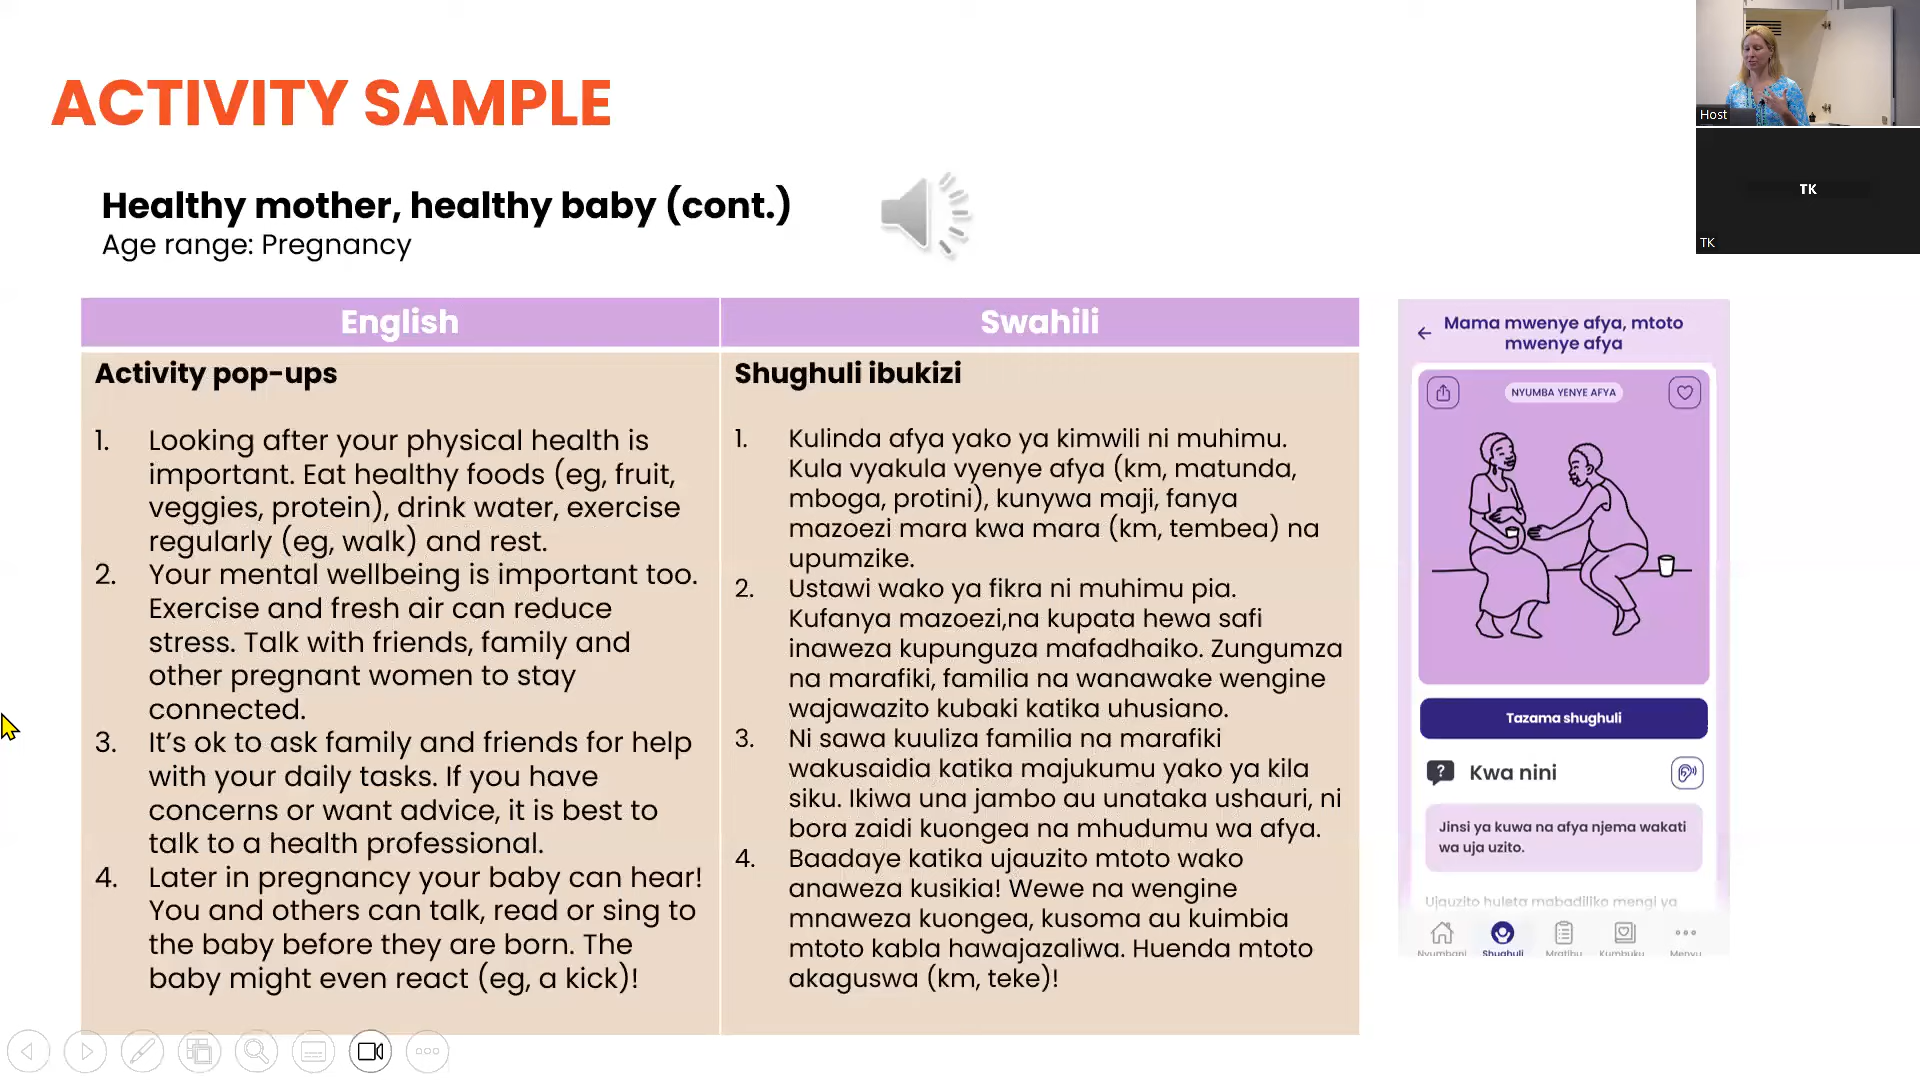 ACTIVITY SAMPLE
Healthy mother, healthy baby (cont.)
Age range: Pregnancy
English
Activity pop-ups
1. Looking after your physical health is
important. Eat healthy foods (eg, fruit,
veggies, protein), drink water, exercise
regularly (eg, walk) and rest.
2. Your mental wellbeing is important too.
Exercise and fresh air can reduce
stress. Talk with friends, family and
other pregnant women to stay
connected.
3. It’s ok to ask family and friends for help
with your daily tasks. If you have
concerns or want advice, it is best to
talk to a health professional.
4. Later in pregnancy your baby can hear!
You and others can talk, read or sing to
the baby before they are born. The
baby might even react (eg, a kick)!
Swahili
Shughuli ibukizi
1. Kulinda afya yako ya kimwili ni muhimu.
Kula vyakula vyenye afya (km, matunda,
mboga, protini), kunywa maji, fanya
mazoezi mara kwa mara (km, tembea) na
upumzike.
2. Ustawi wako ya fikra ni muhimu pia.
Kufanya mazoezi,na kupata hewa safi
inaweza kupunguza mafadhaiko. Zungumza
na marafiki, familia na wanawake wengine
wajawazito kubaki katika uhusiano.
3. Ni sawa kuuliza familia na marafiki
wakusaidia katika majukumu yako ya kila
siku. Ikiwa una jambo au unataka ushauri, ni
bora zaidi kuongea na mhudumu wa afya.
4. Baadaye katika ujauzito mtoto wako
anaweza kusikia! Wewe na wengine
mnaweza kuongea, kusoma au kuimbia
mtoto kabla hawajazaliwa. Huenda mtoto
akaguswa (km, teke)!
Mama mwenye afya, mtoto
mwenye afya
NYUMBA YENYE AFYA
Tazama shughuli
? Kwa nini
Jinsi ya kuwa na afya njema wakati
wa uja uzito.
Ujauzito huleta mabadiliko mengi ya
Nyumbani Shughuli Mratibu Kumbuku Menyu
Host
TK
TK